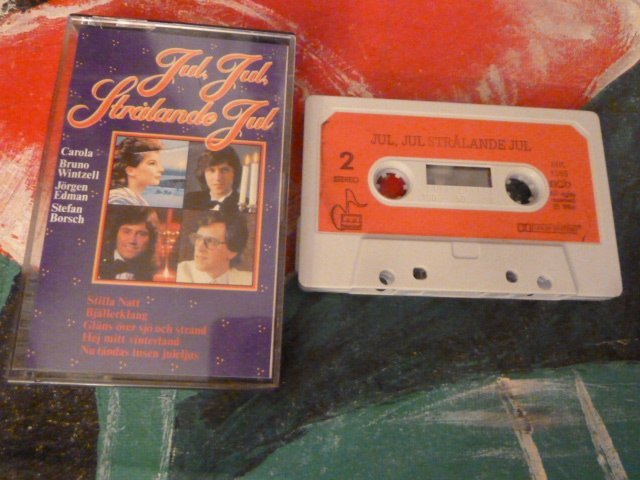 Jul, Jul,
Strålande Jul
Carola
Bruno
Wintzell
Jörgen
Edman
Stefan
Borsch
Stilla Natt
Bjällerklang
Gläns över sjö och strand
Hej mitt vinterland
Nu tändas tusen juleljus
JUL, JUL STRÅLANDE JUL
2
STEREO